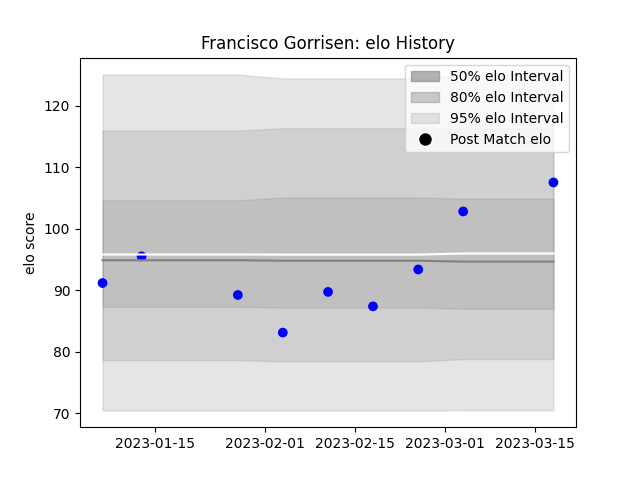 Francisco Gorrisen: elo History
50% elo Interval
80% elo Interval
95% elo Interval
Post Match elo
elo score
120
110
100
90
80
70
2023-01-15
2023-02-01
2023-02-15
2023-03-01
2023-03-15